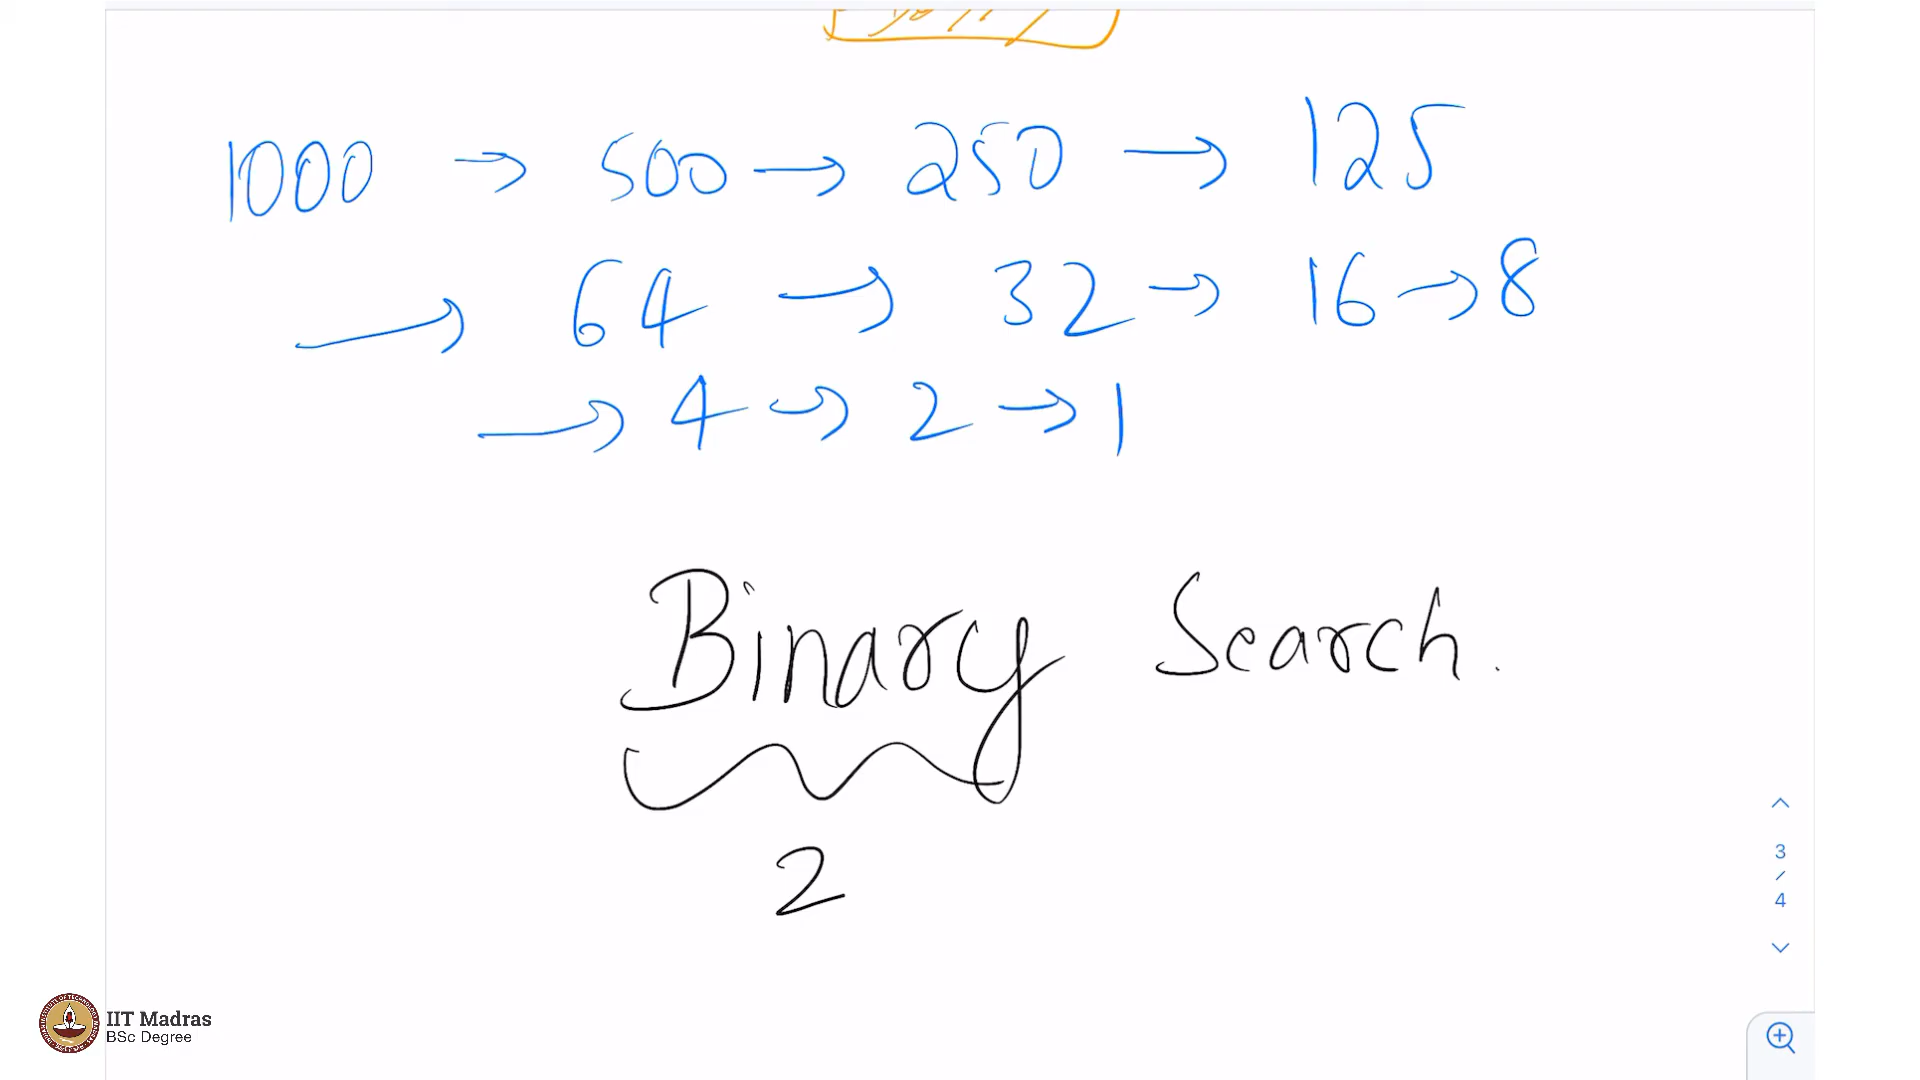 1000 → 500 → 250 → 125
→ 64 → 32 → 16 → 8
→ 4 → 2 → 1
Binary Search.
2
3
/
4
IIT Madras
BSc Degree